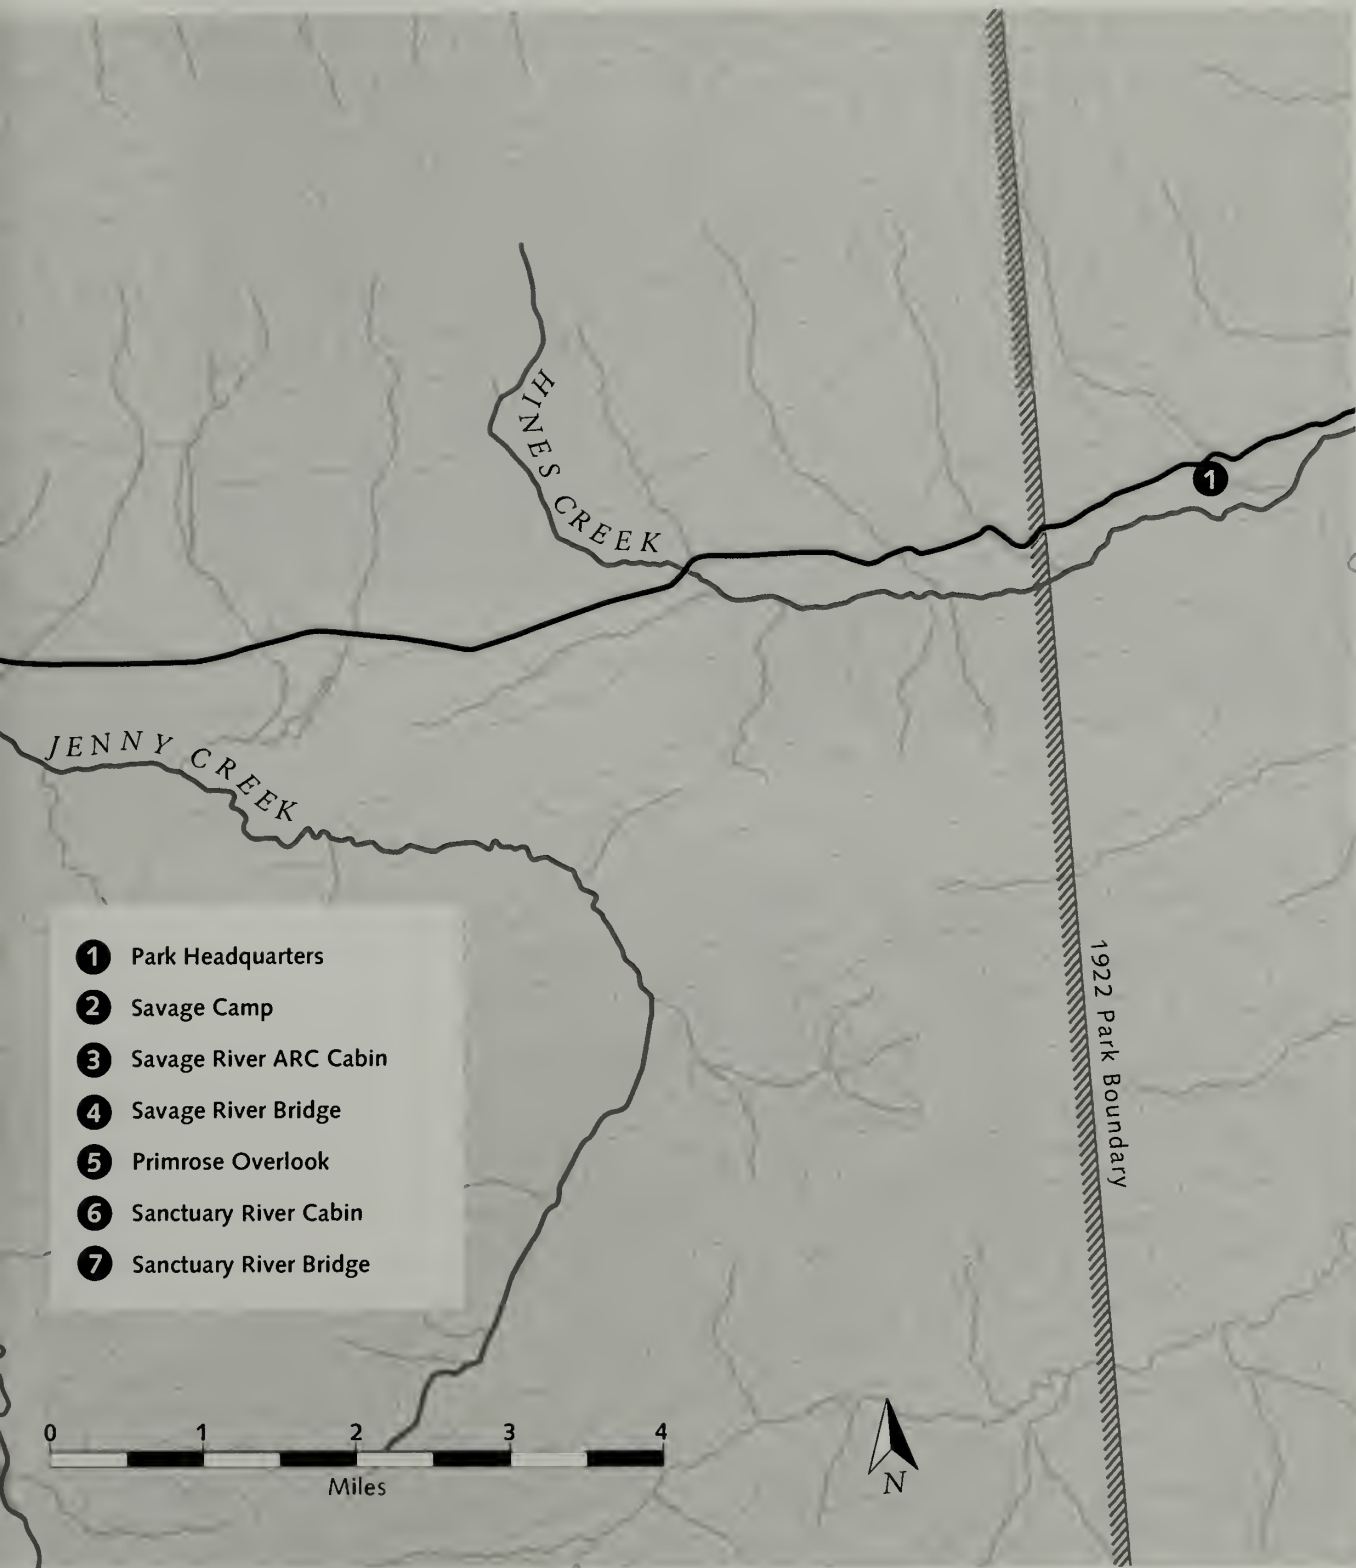 HINES CREEK
1
JENNY CREEK
1922 Park Boundary
1 Park Headquarters
2 Savage Camp
3 Savage River ARC Cabin
4 Savage River Bridge
5 Primrose Overlook
6 Sanctuary River Cabin
7 Sanctuary River Bridge
0 1 2 3 4
Miles
N